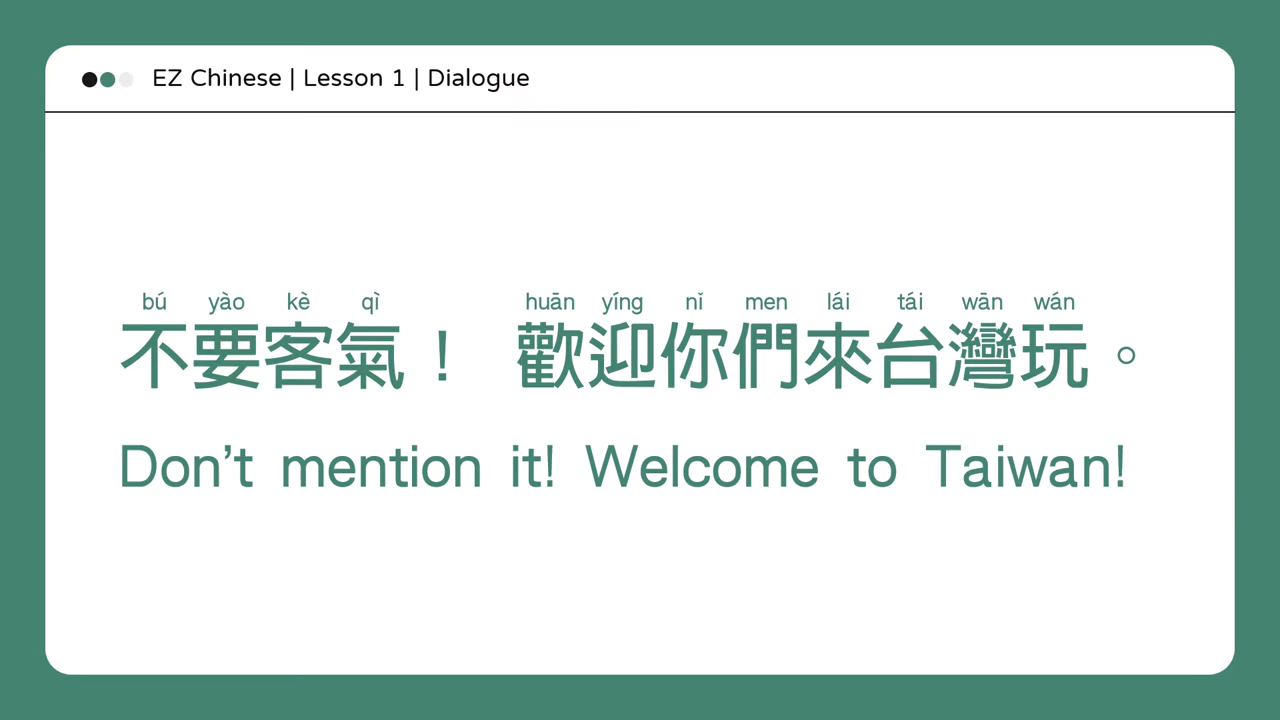 EZ Chinese | Lesson 1 | Dialogue
bú yào kè qì huān yíng nǐ men lái tái wān wán
不要客氣！ 歡迎你們來台灣玩。
Don't mention it! Welcome to Taiwan!